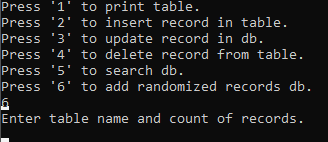 Press '1' to print table.
Press '2' to insert record in table.
Press '3' to update record in db.
Press '4' to delete record from table.
Press '5' to search db.
Press '6' to add randomized records db.
6
Enter table name and count of records.